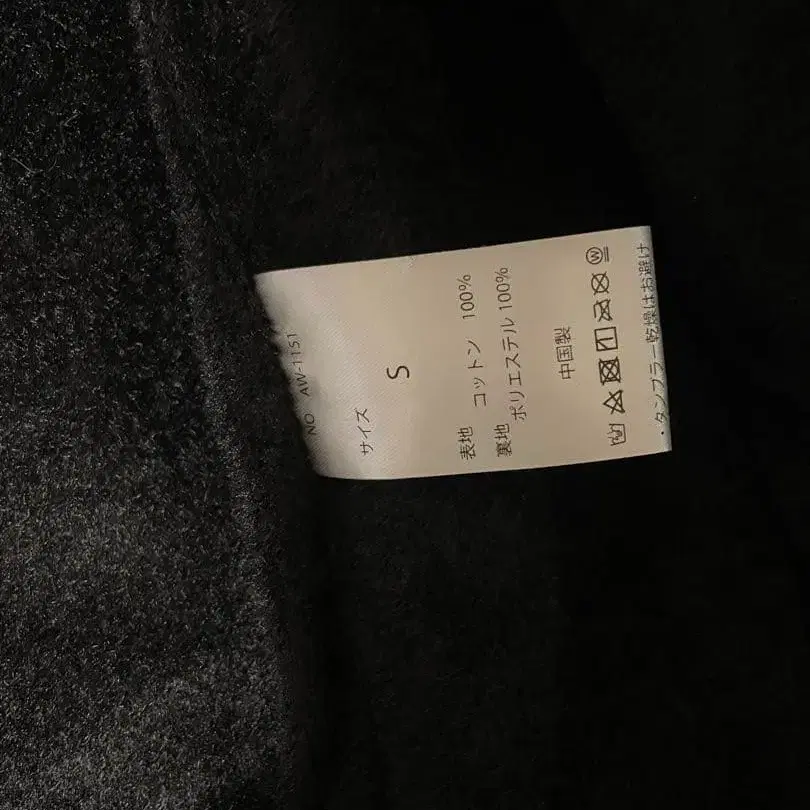 NO AW-1151
サイズ
S
表地 コットン 100%
裏地 ポリエステル 100%
中国製
W
・タンブラー乾燥はお避け